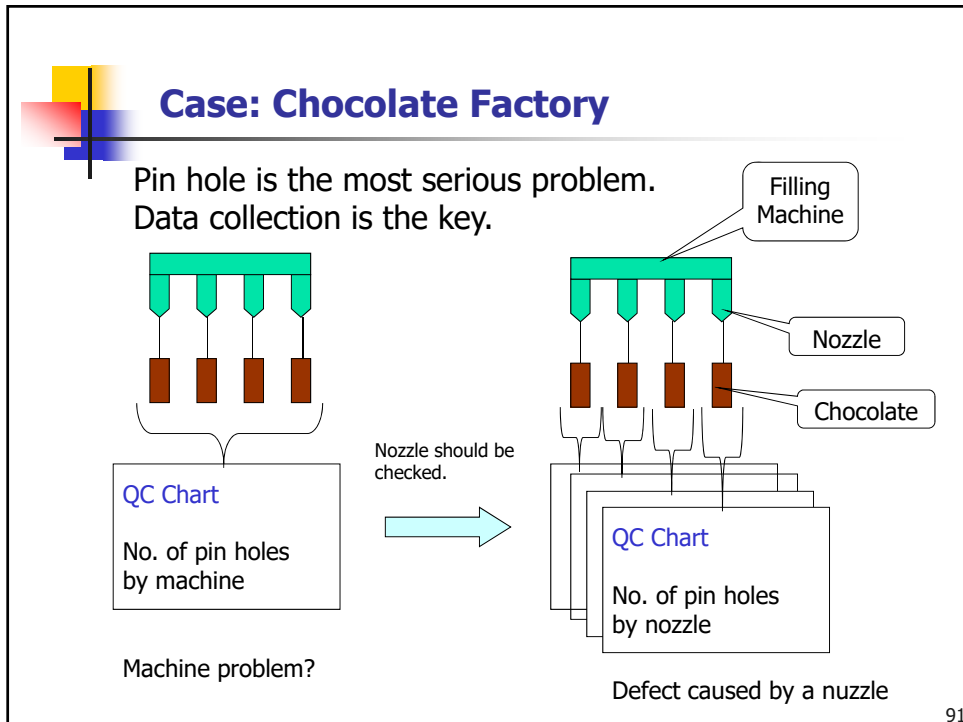 Case: Chocolate Factory
Pin hole is the most serious problem.
Data collection is the key.
Filling
Machine
Nozzle
Chocolate
Nozzle should be
checked.
QC Chart
No. of pin holes
by machine
QC Chart
No. of pin holes
by nozzle
Machine problem?
Defect caused by a nuzzle
91